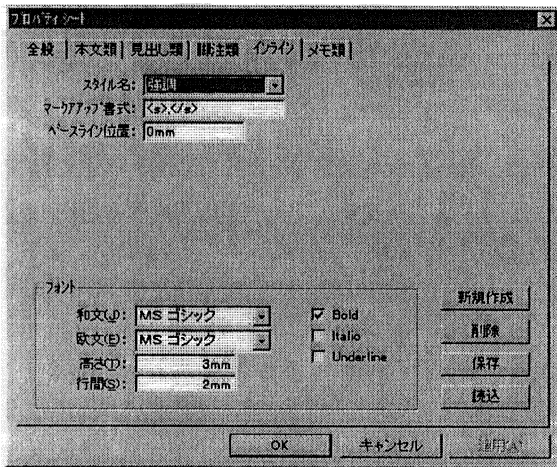 プロパティシート
全般 本文類 見出し類 脚注類 インライン メモ類
スタイル名: 強調
マークアップ書式: <s>,</s>
ベースライン位置: 0mm
フォント
和文(J): MS ゴシック
欧文(E): MS ゴシック
高さ(T): 3mm
行間(S): 2mm
Bold
Italic
Underline
新規作成
削除
保存
読込
OK キャンセル 適用(A)